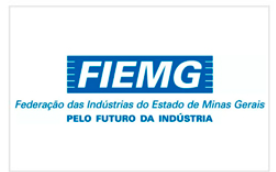 FIEMG
Federação das Indústrias do Estado de Minas Gerais
PELO FUTURO DA INDÚSTRIA